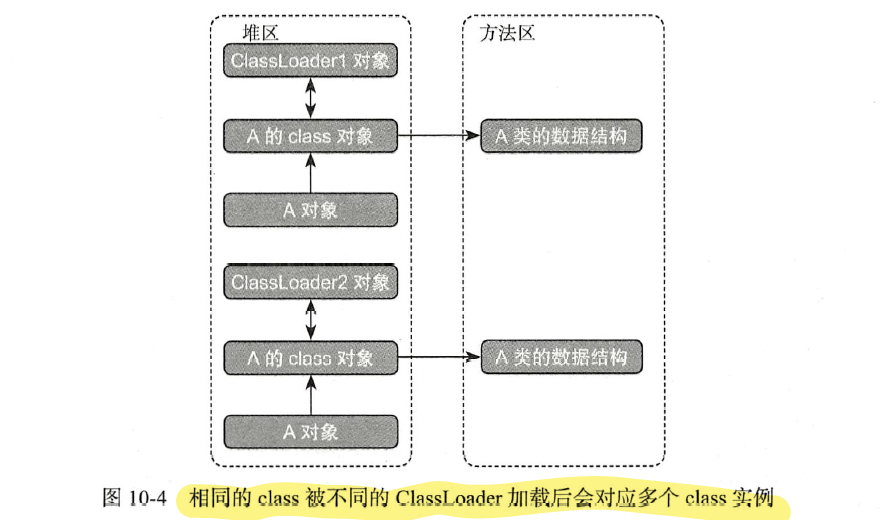 堆区
方法区
ClassLoader1 对象
A 的 class 对象
A 类的数据结构
A 对象
ClassLoader2 对象
A 的 class 对象
A 类的数据结构
A 对象
图 10-4 相同的 class 被不同的 ClassLoader 加载后会对应多个 class 实例